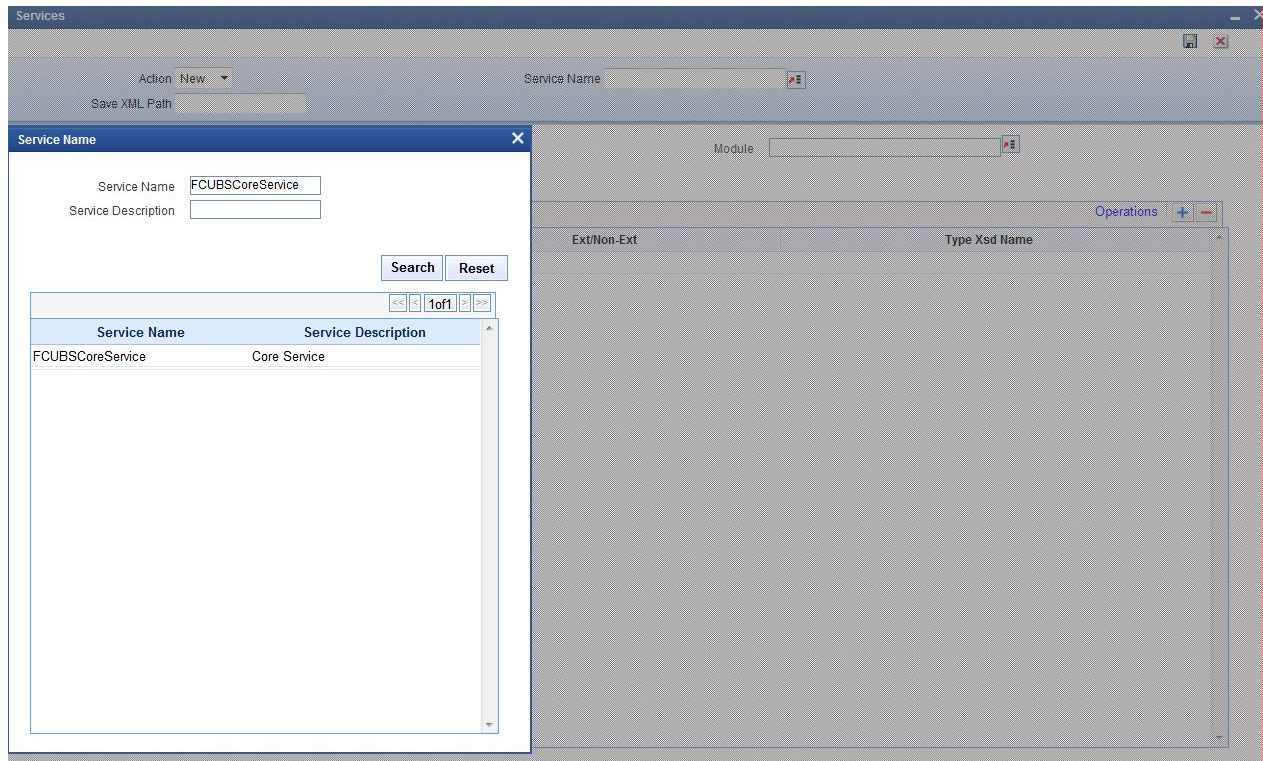 Services
Action New Service Name
Save XML Path
Service Name
Module
Service Name FCUBSCoreService
Service Description
Operations
Ext/Non-Ext Type Xsd Name
Search Reset
<< < 1of1 > >>
Service Name Service Description
FCUBSCoreService Core Service